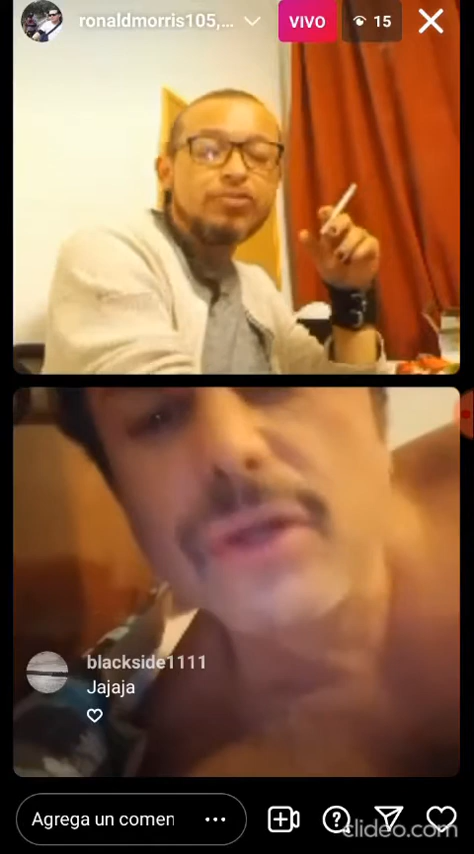 ronaldmorris105,...
VIVO
15
blackside1111
Jajaja
Agrega un comen
clideo.com